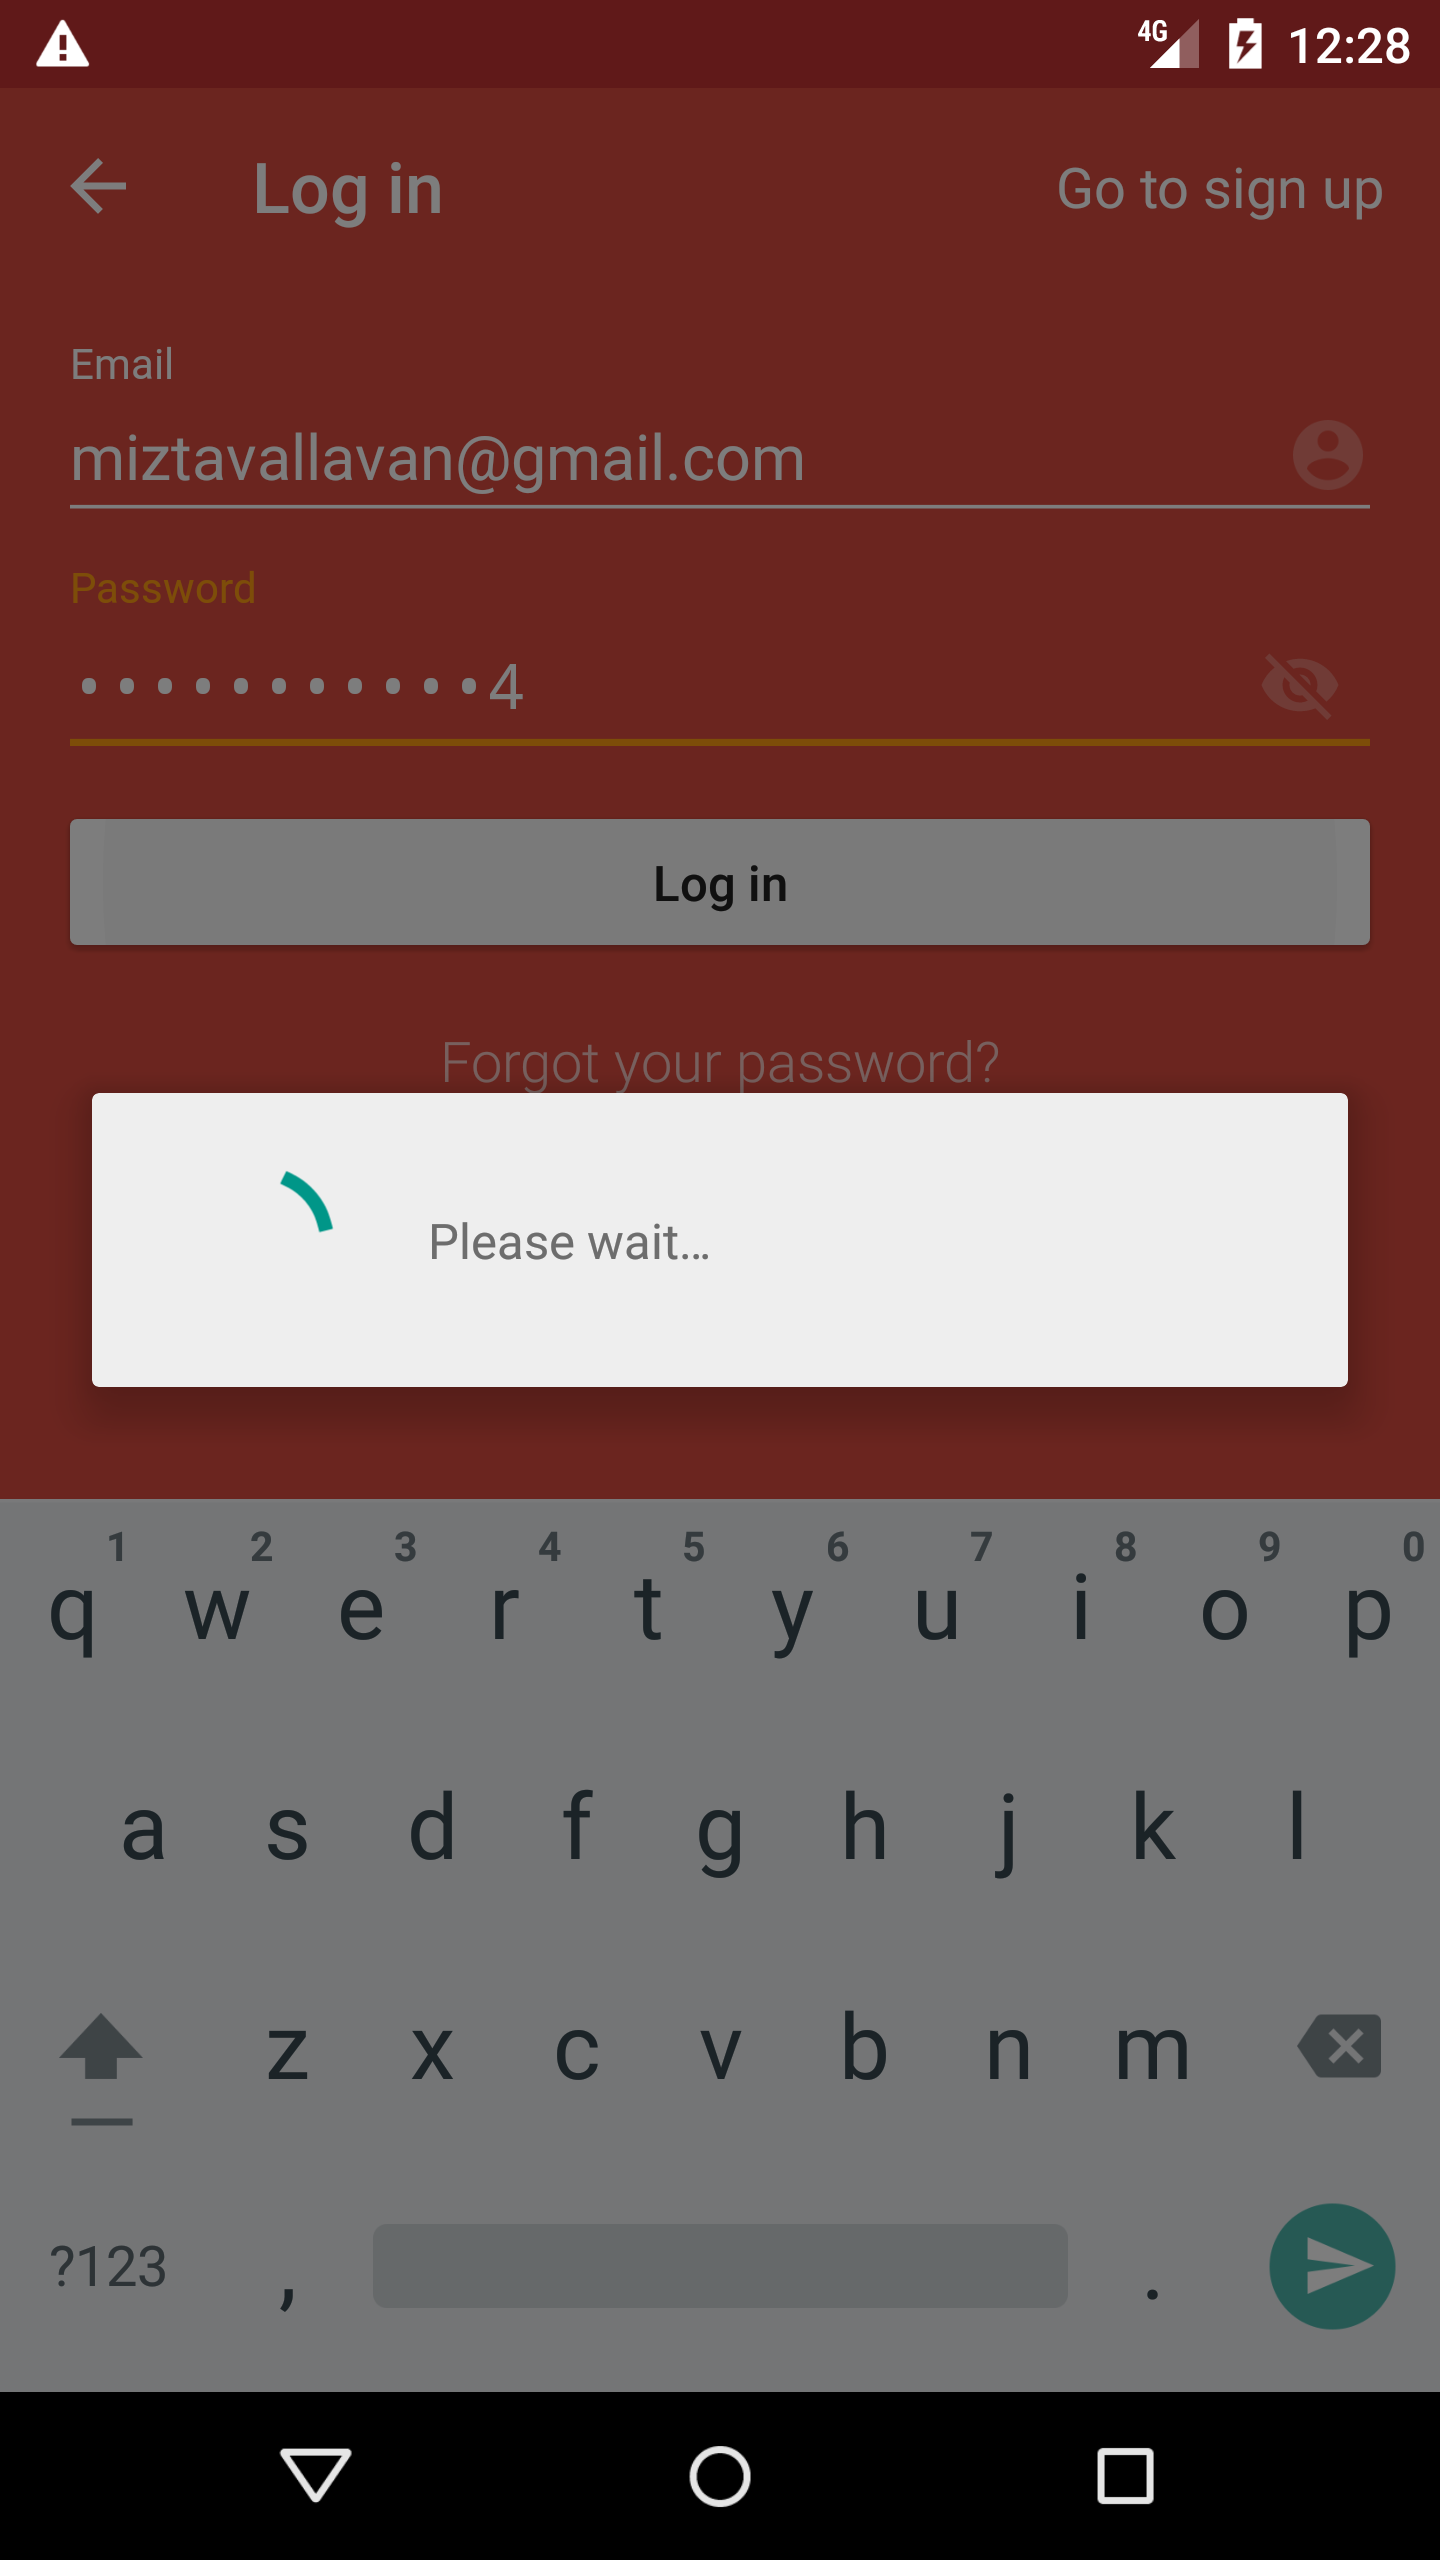 4G 12:28
Log in Go to sign up
Email
miztavallavan@gmail.com
Password
•••••••••••4
Log in
Forgot your password?
Please wait...
1 2 3 4 5 6 7 8 9 0
q w e r t y u i o p
a s d f g h j k l
z x c v b n m
?123 , .